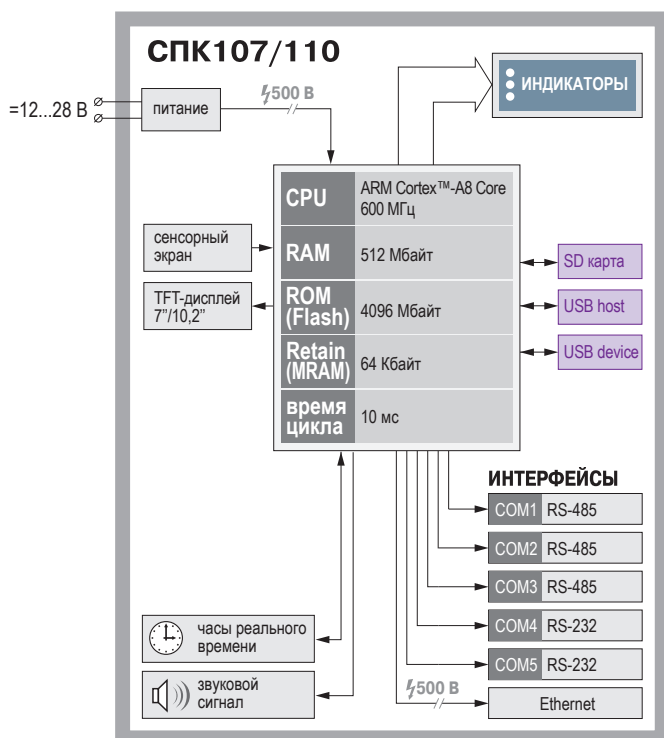 СПК107/110
=12...28 В
питание
500 В
ИНДИКАТОРЫ
CPU
ARM Cortex™-A8 Core
600 МГц
сенсорный
экран
RAM
512 Мбайт
SD карта
TFT-дисплей
7”/10,2”
ROM
(Flash)
4096 Мбайт
USB host
Retain
(MRAM)
64 Кбайт
USB device
время
цикла
10 мс
ИНТЕРФЕЙСЫ
COM1 RS-485
COM2 RS-485
COM3 RS-485
часы реального
времени
COM4 RS-232
COM5 RS-232
звуковой
сигнал
500 В
Ethernet